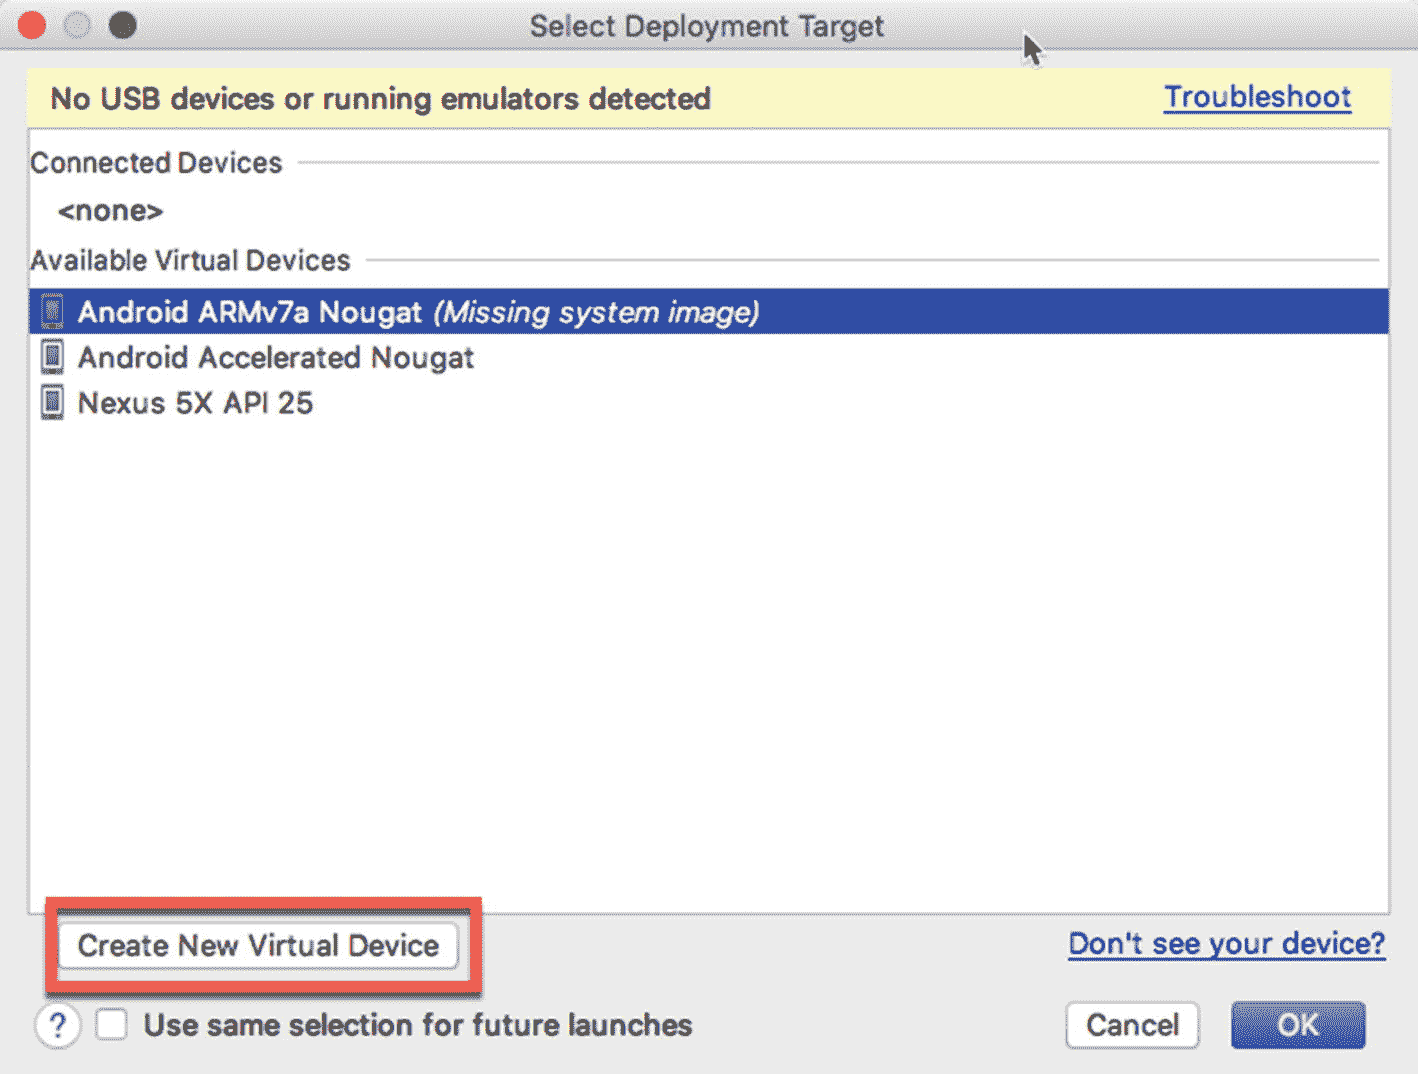 Select Deployment Target
No USB devices or running emulators detected
Troubleshoot
Connected Devices
<none>
Available Virtual Devices
Android ARMv7a Nougat (Missing system image)
Android Accelerated Nougat
Nexus 5X API 25
Create New Virtual Device
Don't see your device?
? Use same selection for future launches
Cancel
OK